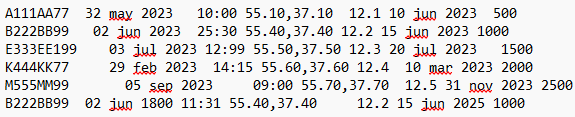 A111AA77  32 may 2023   10:00 55.10,37.10  12.1 10 jun 2023  500
B222BB99   02 jun 2023   25:30 55.40,37.40 12.2 15 jun 2023 1000
E333EE199    03 jul 2023 12:99 55.50,37.50 12.3 20 jul 2023   1500
K444KK77     29 feb 2023  14:15 55.60,37.60 12.4  10 mar 2023 2000
M555MM99       05 sep 2023     09:00 55.70,37.70  12.5 31 nov 2023 2500
B222BB99  02 jun 1800 11:31 55.40,37.40     12.2 15 jun 2025 1000